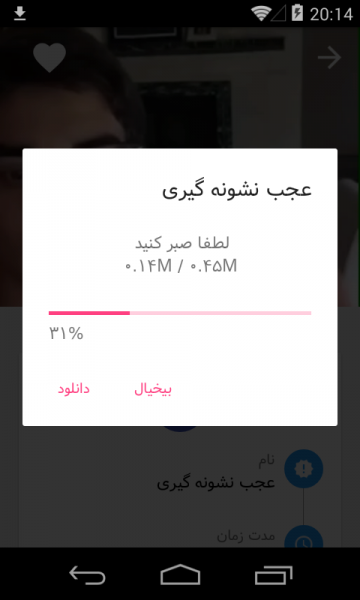 20:14
عجب نشونه گیری
لطفا صبر کنید
۰.۱۴M / ۰.۴۵M
۳۱%
بیخیال
دانلود
نام
عجب نشونه گیری
مدت زمان